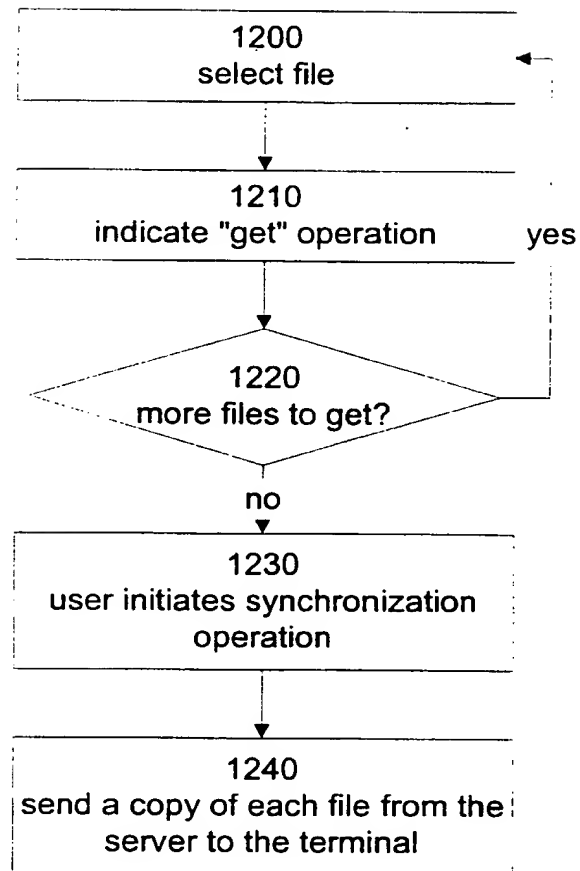 1200
select file
1210
indicate "get" operation
yes
1220
more files to get?
no
1230
user initiates synchronization
operation
1240
send a copy of each file from the
server to the terminal